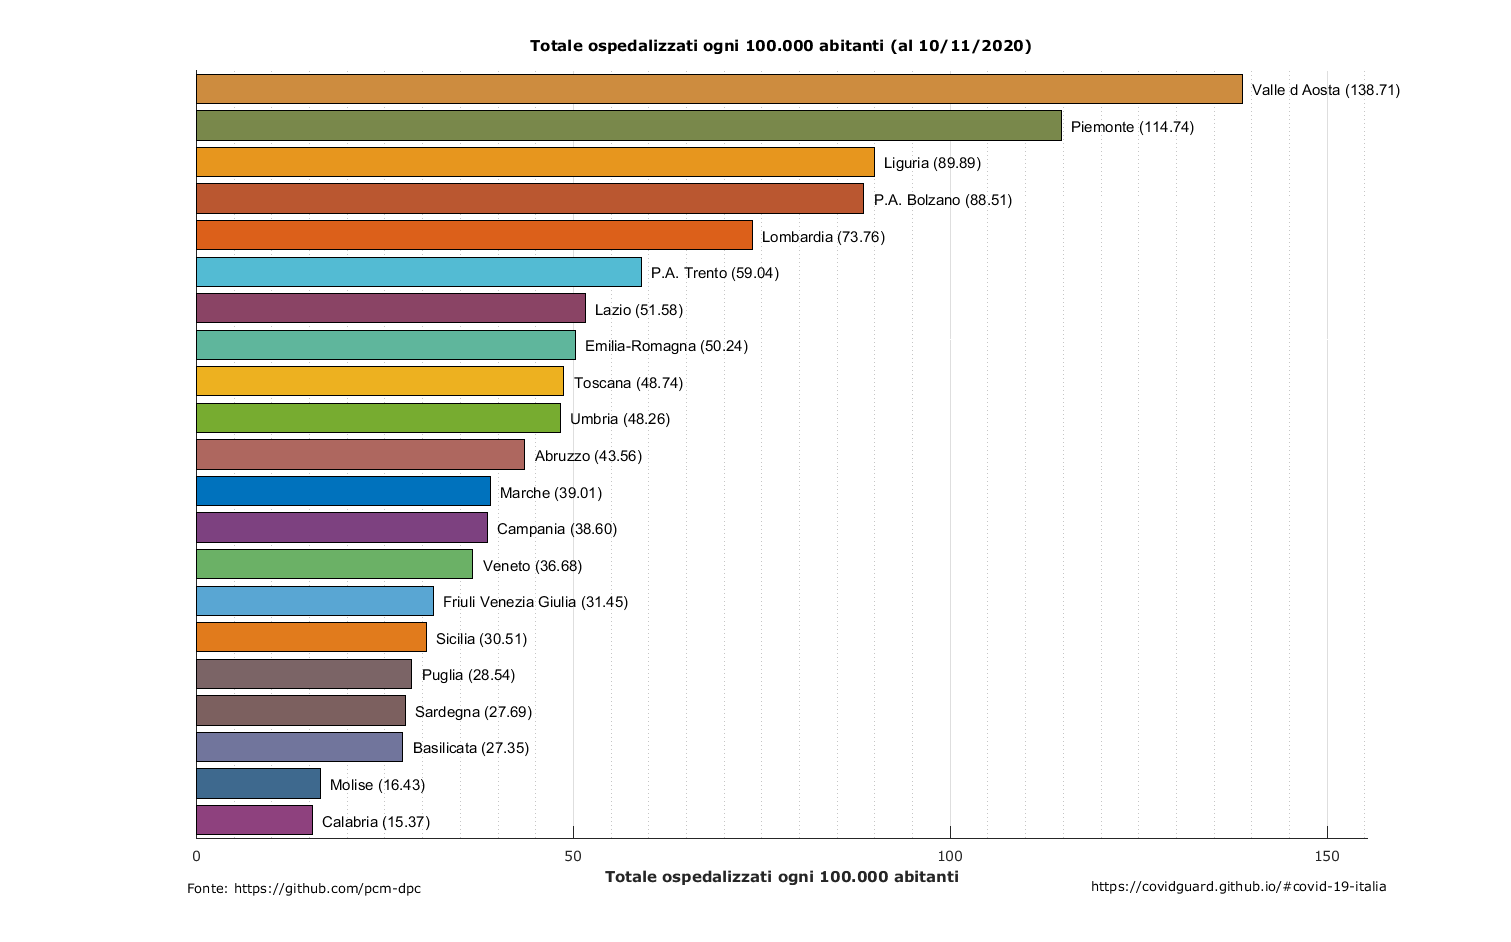 Totale ospedalizzati ogni 100.000 abitanti (al 10/11/2020)
Valle d Aosta (138.71)
Piemonte (114.74)
Liguria (89.89)
P.A. Bolzano (88.51)
Lombardia (73.76)
P.A. Trento (59.04)
Lazio (51.58)
Emilia-Romagna (50.24)
Toscana (48.74)
Umbria (48.26)
Abruzzo (43.56)
Marche (39.01)
Campania (38.60)
Veneto (36.68)
Friuli Venezia Giulia (31.45)
Sicilia (30.51)
Puglia (28.54)
Sardegna (27.69)
Basilicata (27.35)
Molise (16.43)
Calabria (15.37)
0 50 100 150
Totale ospedalizzati ogni 100.000 abitanti
Fonte: https://github.com/pcm-dpc
https://covidguard.github.io/#covid-19-italia